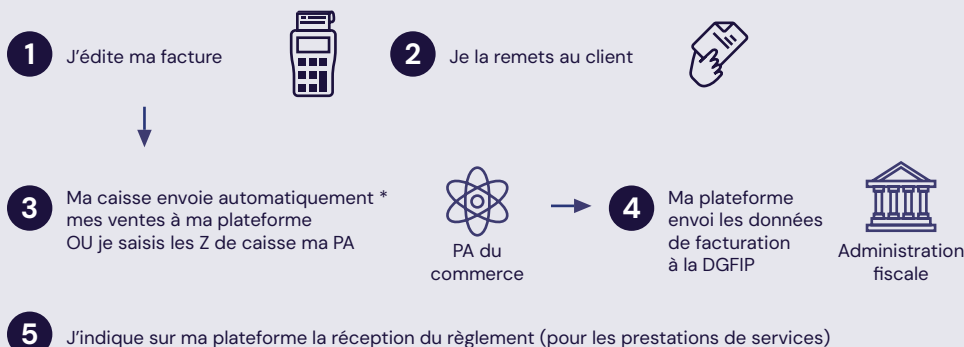 1 J'édite ma facture
2 Je la remets au client
3 Ma caisse envoie automatiquement *
mes ventes à ma plateforme
OU je saisis les Z de caisse ma PA
PA du
commerce
4 Ma plateforme
envoi les données
de facturation
à la DGFIP
Administration
fiscale
5 J'indique sur ma plateforme la réception du règlement (pour les prestations de services)